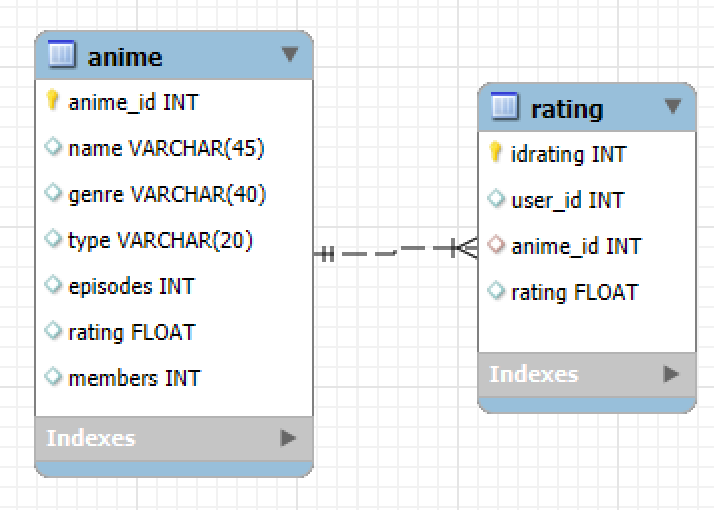 anime
anime_id INT
name VARCHAR(45)
genre VARCHAR(40)
type VARCHAR(20)
episodes INT
rating FLOAT
members INT
Indexes
rating
idrating INT
user_id INT
anime_id INT
rating FLOAT
Indexes